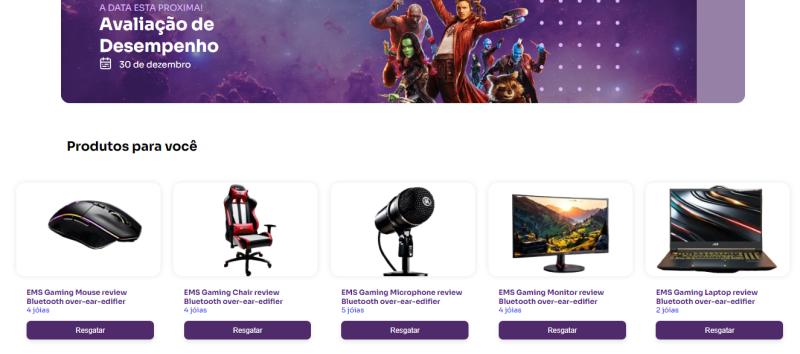 A DATA ESTA PROXIMA!
Avaliação de
Desempenho
30 de dezembro
Produtos para você
EMS Gaming Mouse review
Bluetooth over-ear-edifier
4 jóias
Resgatar
EMS Gaming Chair review
Bluetooth over-ear-edifier
4 jóias
Resgatar
EMS Gaming Microphone review
Bluetooth over-ear-edifier
5 jóias
Resgatar
EMS Gaming Monitor review
Bluetooth over-ear-edifier
4 jóias
Resgatar
EMS Gaming Laptop review
Bluetooth over-ear-edifier
2 jóias
Resgatar